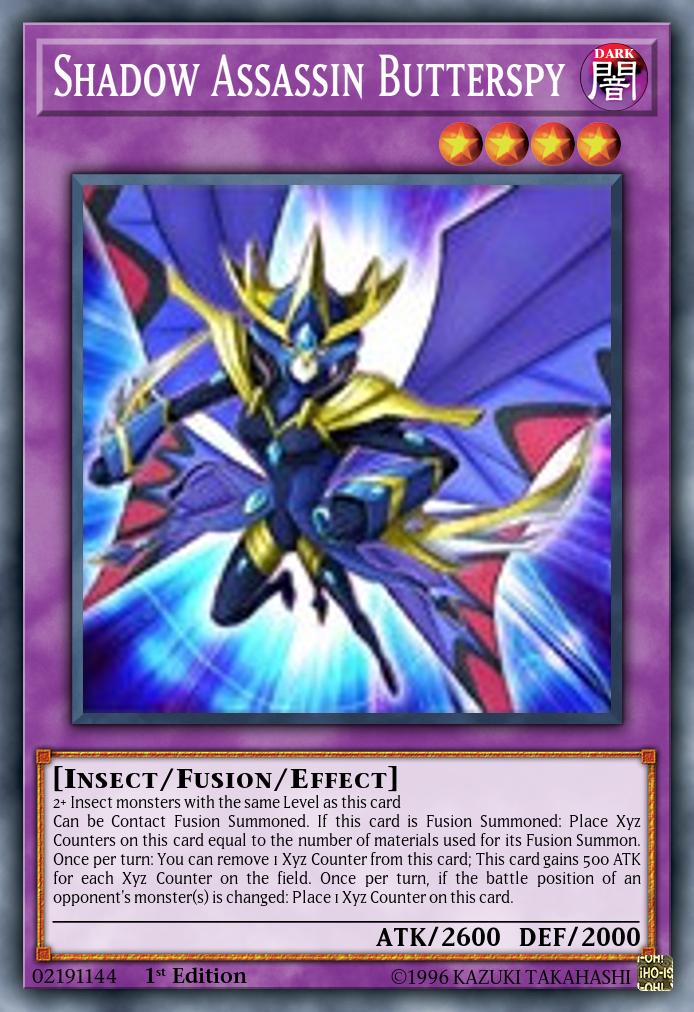 Shadow Assassin Butterspy
DARK
闇
[Insect/Fusion/Effect]
2+ Insect monsters with the same Level as this card
Can be Contact Fusion Summoned. If this card is Fusion Summoned: Place Xyz
Counters on this card equal to the number of materials used for its Fusion Summon.
Once per turn: You can remove 1 Xyz Counter from this card; This card gains 500 ATK
for each Xyz Counter on the field. Once per turn, if the battle position of an
opponent's monster(s) is changed: Place 1 Xyz Counter on this card.
ATK/2600 DEF/2000
02191144 1st Edition ©1996 KAZUKI TAKAHASHI